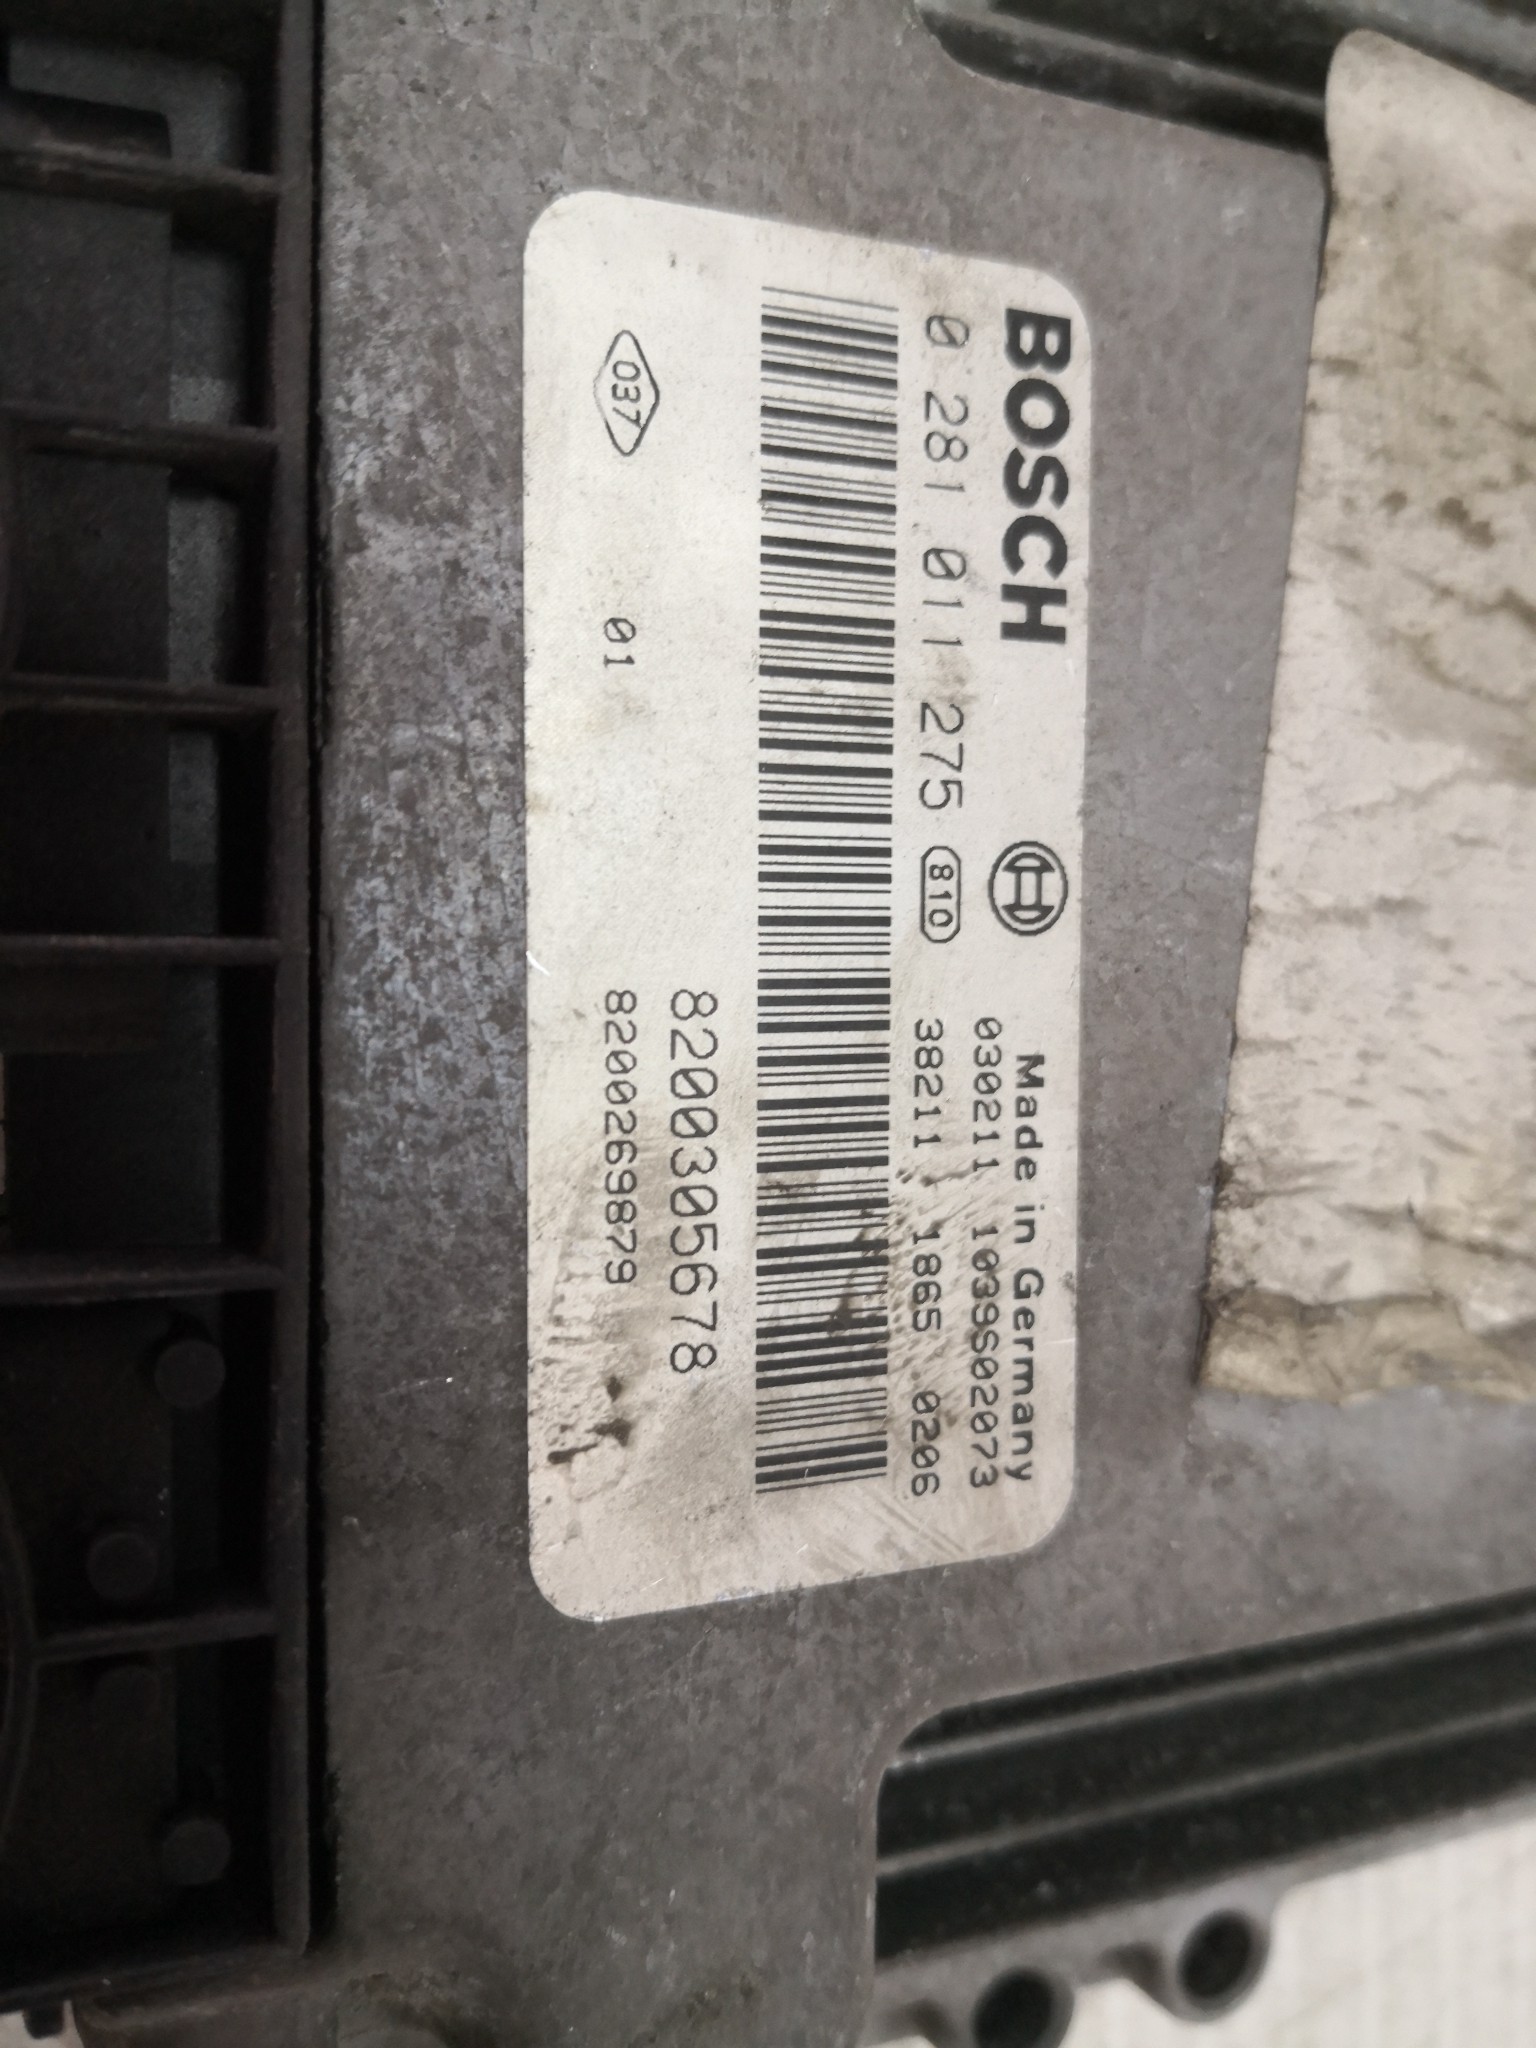 BOSCH
Made in Germany
030211 1039S02073
0 281 011 275 810 38211 1865 0206
8200305678
037 01 8200269879